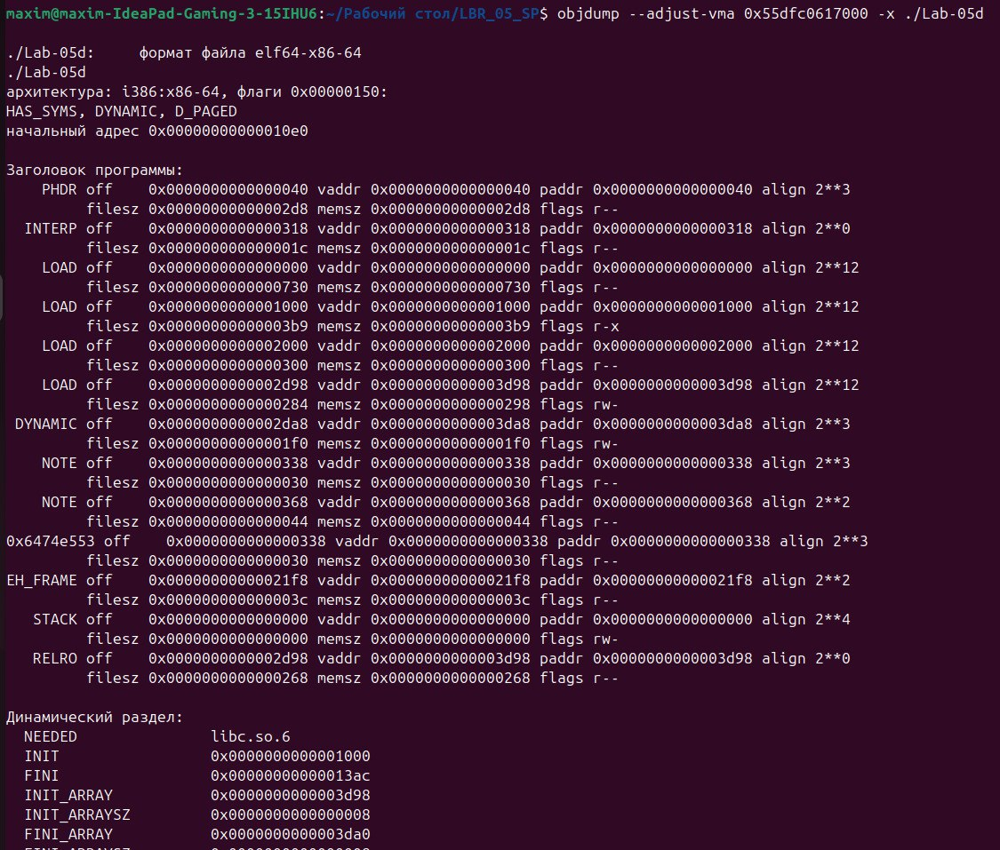 maxim@maxim-IdeaPad-Gaming-3-15IHU6:~/Рабочий стол/LBR_05_SP$ objdump --adjust-vma 0x55dfc0617000 -x ./Lab-05d

./Lab-05d:     формат файла elf64-x86-64
./Lab-05d
архитектура: i386:x86-64, флаги 0x00000150:
HAS_SYMS, DYNAMIC, D_PAGED
начальный адрес 0x00000000000010e0

Заголовок программы:
    PHDR off    0x0000000000000040 vaddr 0x0000000000000040 paddr 0x0000000000000040 align 2**3
         filesz 0x00000000000002d8 memsz 0x00000000000002d8 flags r--
  INTERP off    0x0000000000000318 vaddr 0x0000000000000318 paddr 0x0000000000000318 align 2**0
         filesz 0x000000000000001c memsz 0x000000000000001c flags r--
    LOAD off    0x0000000000000000 vaddr 0x0000000000000000 paddr 0x0000000000000000 align 2**12
         filesz 0x0000000000000730 memsz 0x0000000000000730 flags r--
    LOAD off    0x0000000000001000 vaddr 0x0000000000001000 paddr 0x0000000000001000 align 2**12
         filesz 0x00000000000003b9 memsz 0x00000000000003b9 flags r-x
    LOAD off    0x0000000000002000 vaddr 0x0000000000002000 paddr 0x0000000000002000 align 2**12
         filesz 0x0000000000000300 memsz 0x0000000000000300 flags r--
    LOAD off    0x0000000000002d98 vaddr 0x0000000000003d98 paddr 0x0000000000003d98 align 2**12
         filesz 0x0000000000000284 memsz 0x0000000000000298 flags rw-
 DYNAMIC off    0x0000000000002da8 vaddr 0x0000000000003da8 paddr 0x0000000000003da8 align 2**3
         filesz 0x00000000000001f0 memsz 0x00000000000001f0 flags rw-
    NOTE off    0x0000000000000338 vaddr 0x0000000000000338 paddr 0x0000000000000338 align 2**3
         filesz 0x0000000000000030 memsz 0x0000000000000030 flags r--
    NOTE off    0x0000000000000368 vaddr 0x0000000000000368 paddr 0x0000000000000368 align 2**2
         filesz 0x0000000000000044 memsz 0x0000000000000044 flags r--
0x6474e553 off    0x0000000000000338 vaddr 0x0000000000000338 paddr 0x0000000000000338 align 2**3
         filesz 0x0000000000000030 memsz 0x0000000000000030 flags r--
EH_FRAME off    0x00000000000021f8 vaddr 0x00000000000021f8 paddr 0x00000000000021f8 align 2**2
         filesz 0x000000000000003c memsz 0x000000000000003c flags r--
   STACK off    0x0000000000000000 vaddr 0x0000000000000000 paddr 0x0000000000000000 align 2**4
         filesz 0x0000000000000000 memsz 0x0000000000000000 flags rw-
   RELRO off    0x0000000000002d98 vaddr 0x0000000000003d98 paddr 0x0000000000003d98 align 2**0
         filesz 0x0000000000000268 memsz 0x0000000000000268 flags r--

Динамический раздел:
  NEEDED               libc.so.6
  INIT                 0x0000000000001000
  FINI                 0x00000000000013ac
  INIT_ARRAY           0x0000000000003d98
  INIT_ARRAYSZ         0x0000000000000008
  FINI_ARRAY           0x0000000000003da0